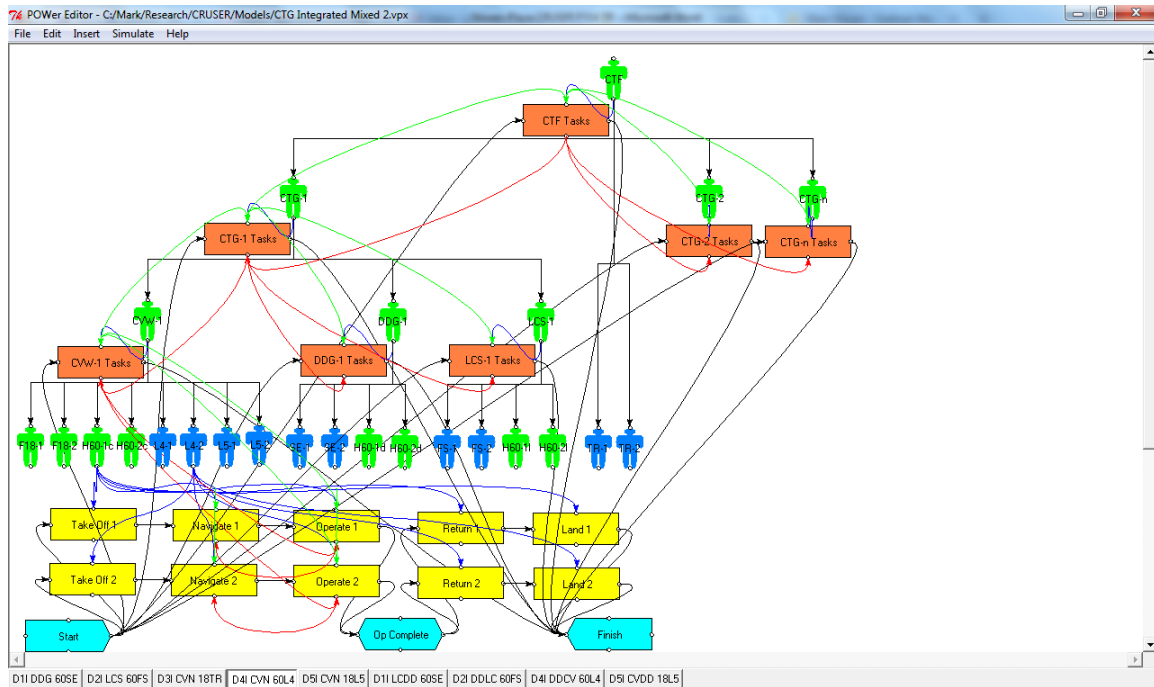 POWer Editor - C:/Mark/Research/CRUSER/Models/CTG Integrated Mixed 2.vpx
File Edit Insert Simulate Help
CTF
CTF Tasks
CTG-1 CTG-2 CTG-n
CTG-1 Tasks CTG-2 Tasks CTG-n Tasks
CVW-1 DDG-1 LCS-1
CVW-1 Tasks DDG-1 Tasks LCS-1 Tasks
F18-1 F18-2 H60-1c H60-2c L4-1 L4-2 L5-1 L5-2 SE-1 SE-2 H60-1d H60-2d FS-1 FS-2 H60-1l H60-2l TR-1 TR-2
Take Off 1 Navigate 1 Operate 1 Return 1 Land 1
Take Off 2 Navigate 2 Operate 2 Return 2 Land 2
Start Op Complete Finish
D1I DDG 60SE D2I LCS 60FS D3I CVN 18TR D4I CVN 60L4 D5I CVN 18L5 D1I LCDD 60SE D2I DDLC 60FS D4I DDCV 60L4 D5I CVDD 18L5